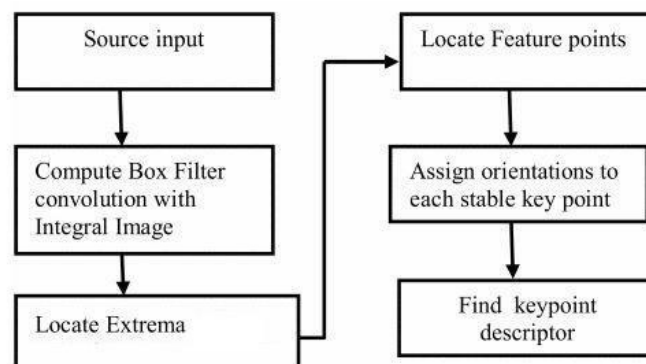 Source input
Compute Box Filter
convolution with
Integral Image
Locate Extrema
Locate Feature points
Assign orientations to
each stable key point
Find keypoint
descriptor